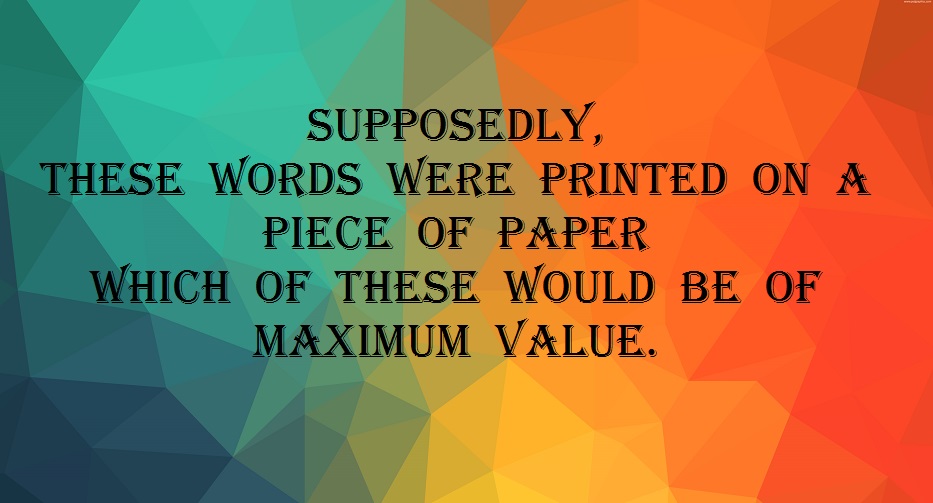 SUPPOSEDLY,
THESE WORDS WERE PRINTED ON A
PIECE OF PAPER
WHICH OF THESE WOULD BE OF
MAXIMUM VALUE.